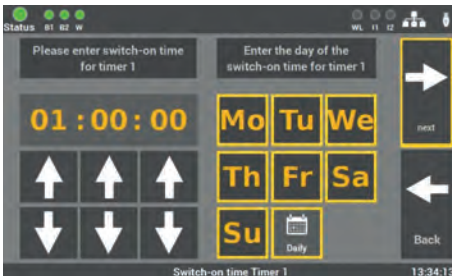 Status B1 B2 W WL I1 I2
Please enter switch-on time
for timer 1
Enter the day of the
switch-on time for timer 1
01 : 00 : 00
Mo Tu We
next
Th Fr Sa
Su
Daily
Back
Switch-on time Timer 1
13:34:13